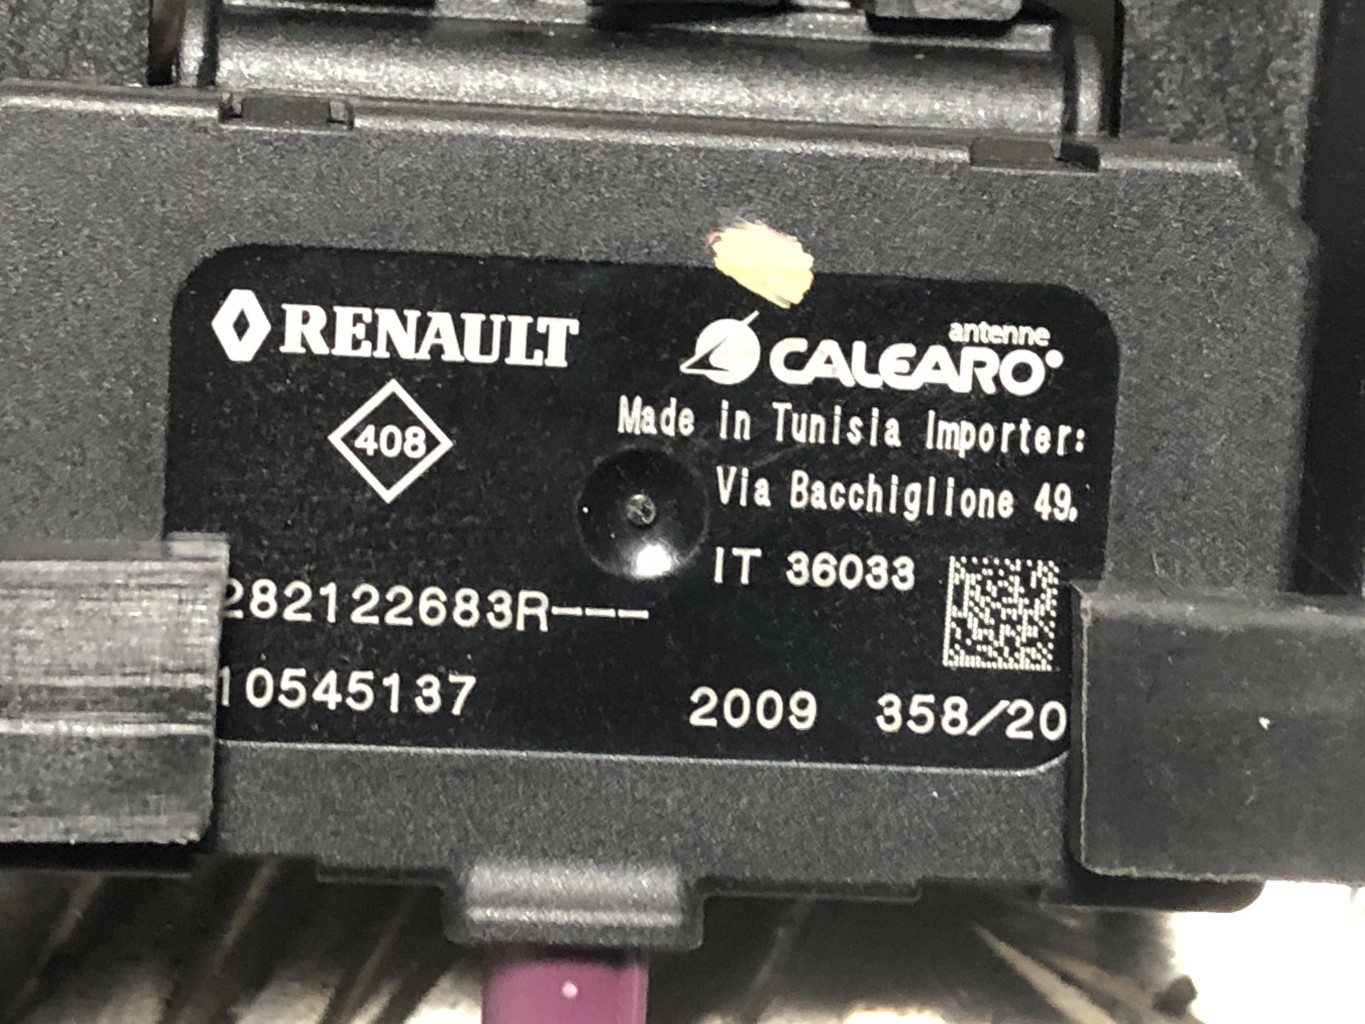 RENAULT
antenne
CALEARO
408
Made in Tunisia Importer:
Via Bacchiglione 49,
IT 36033
282122683R---
10545137
2009 358/20